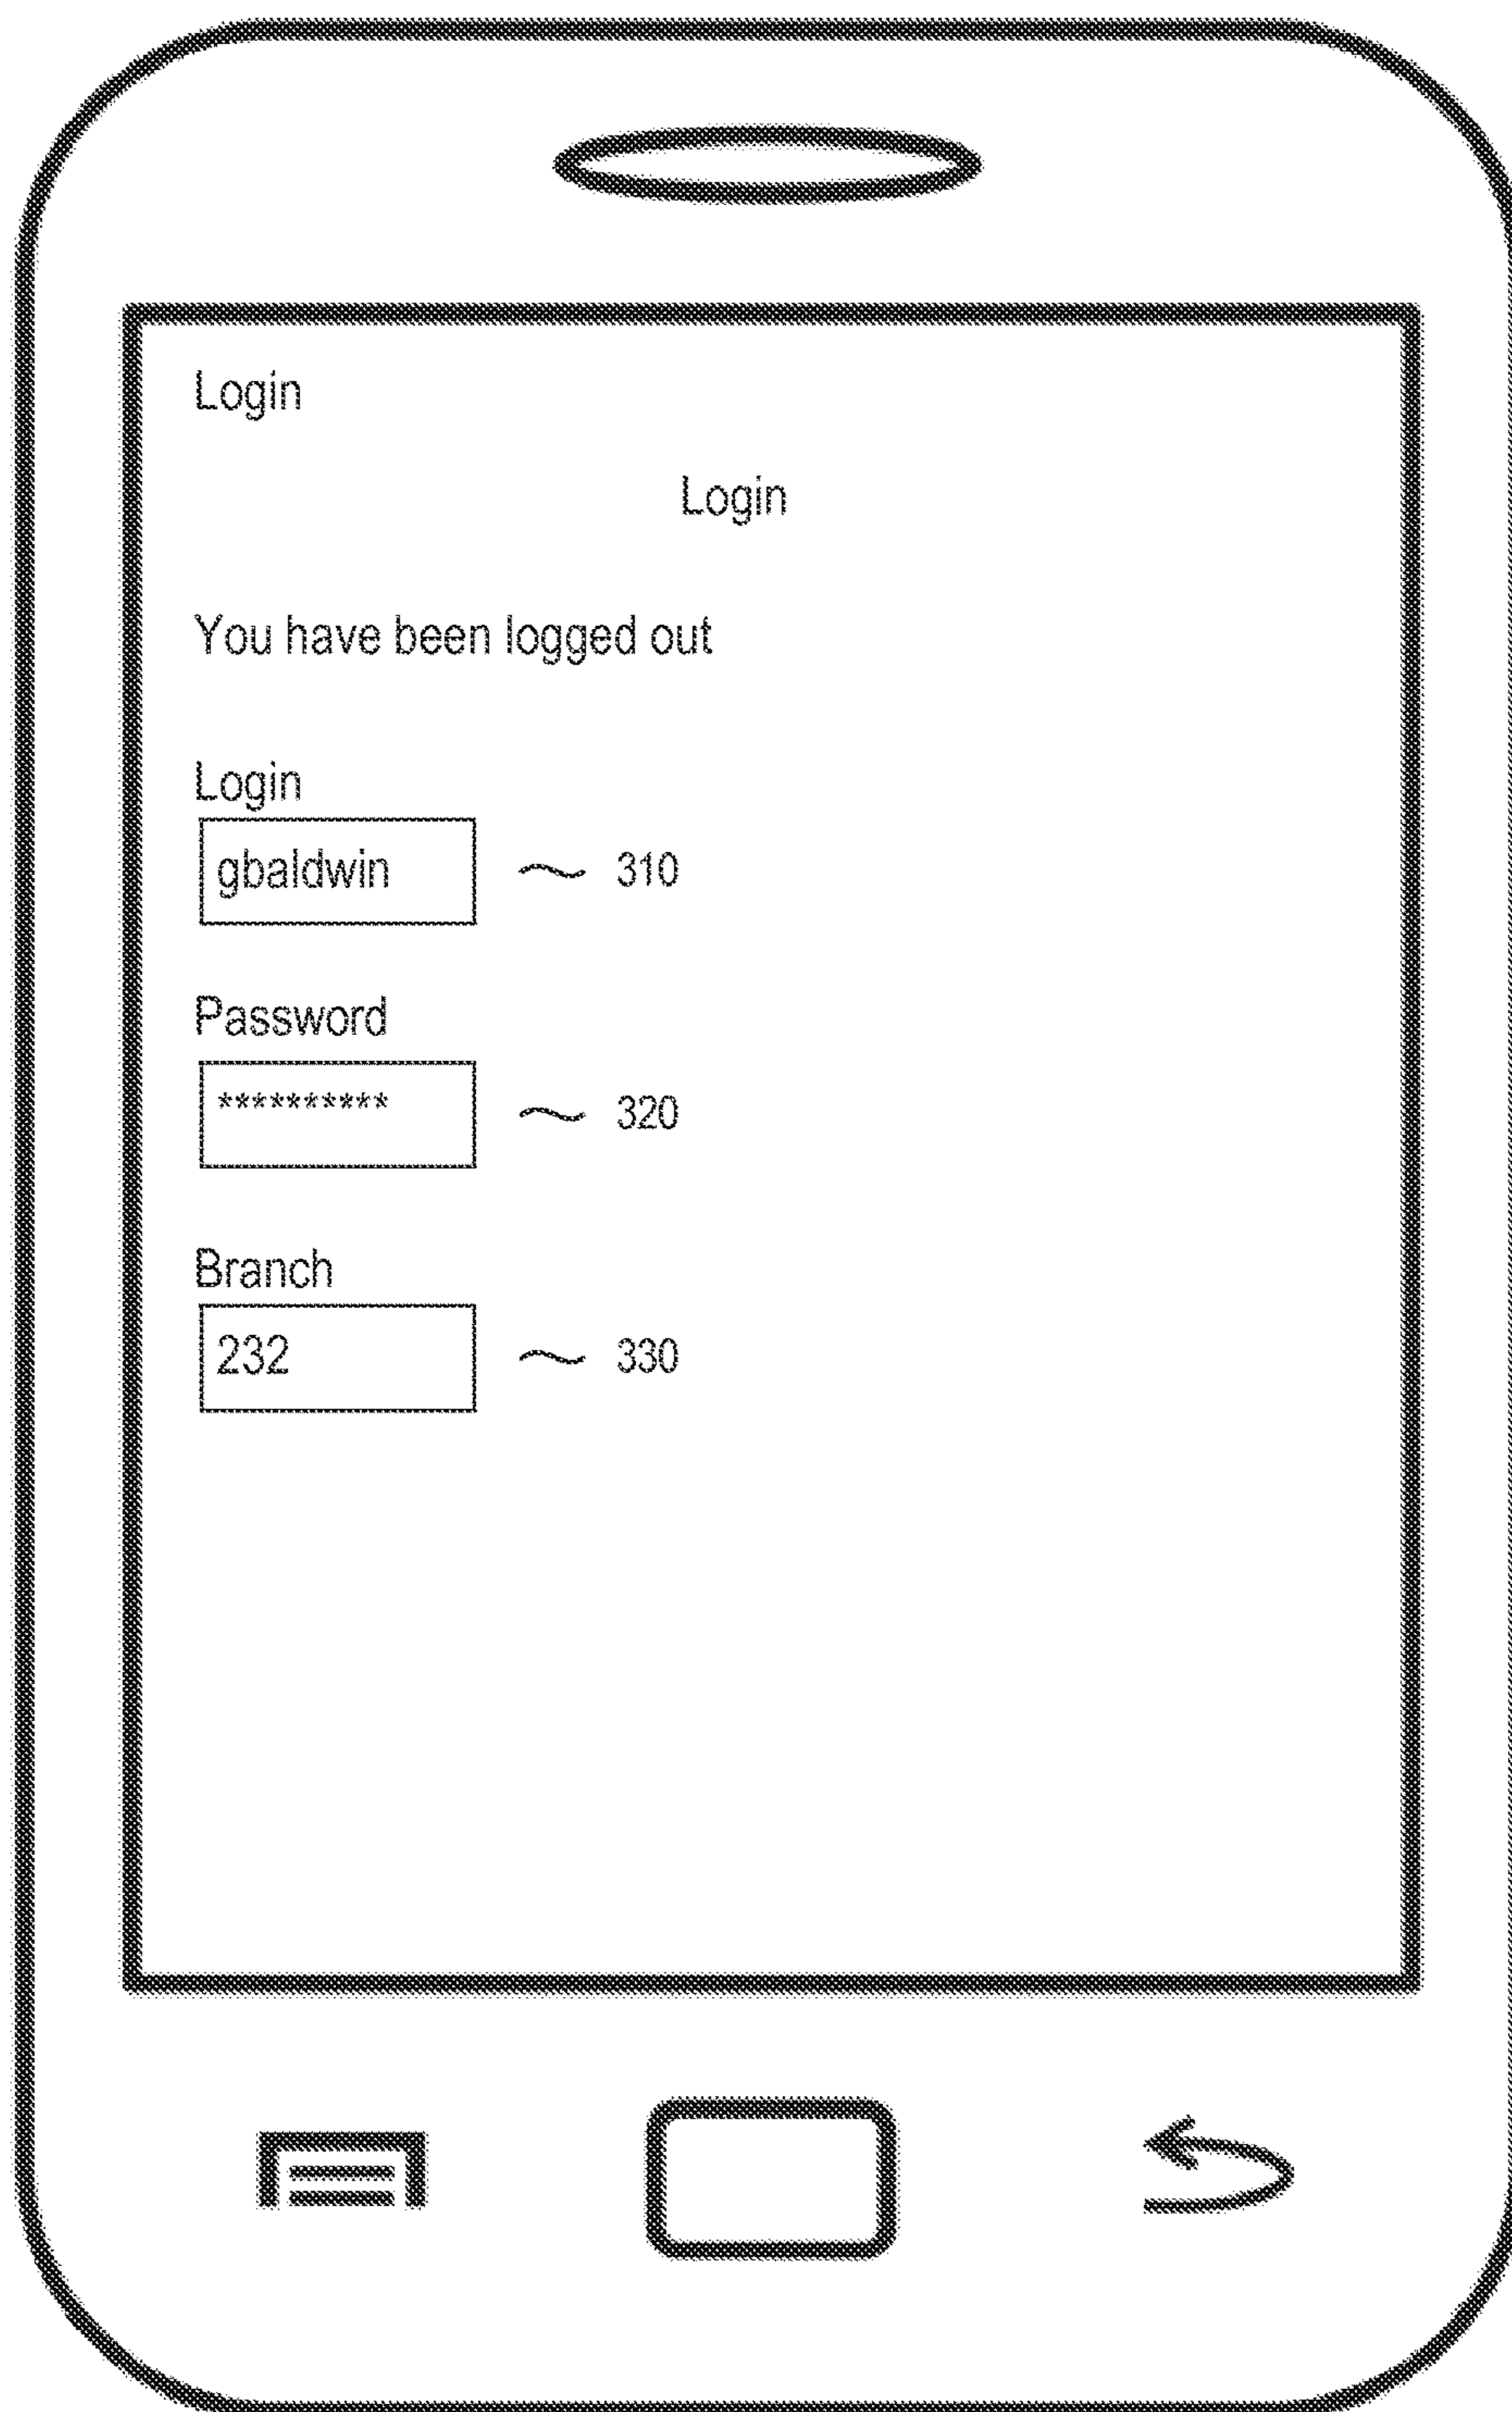 Login
Login
You have been logged out
Login
gbaldwin 310
Password
********** 320
Branch
232 330